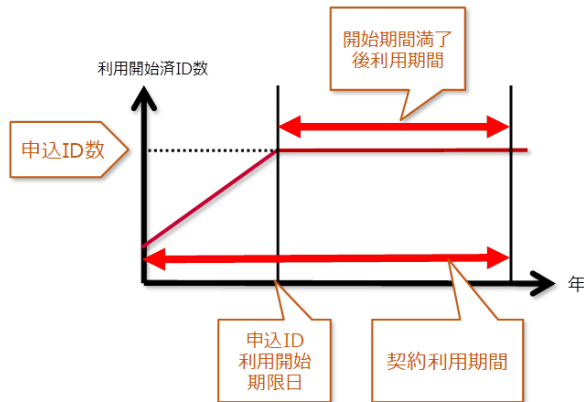 開始期間満了
後利用期間
利用開始済ID数
申込ID数
年
申込ID
利用開始
期限日
契約利用期間